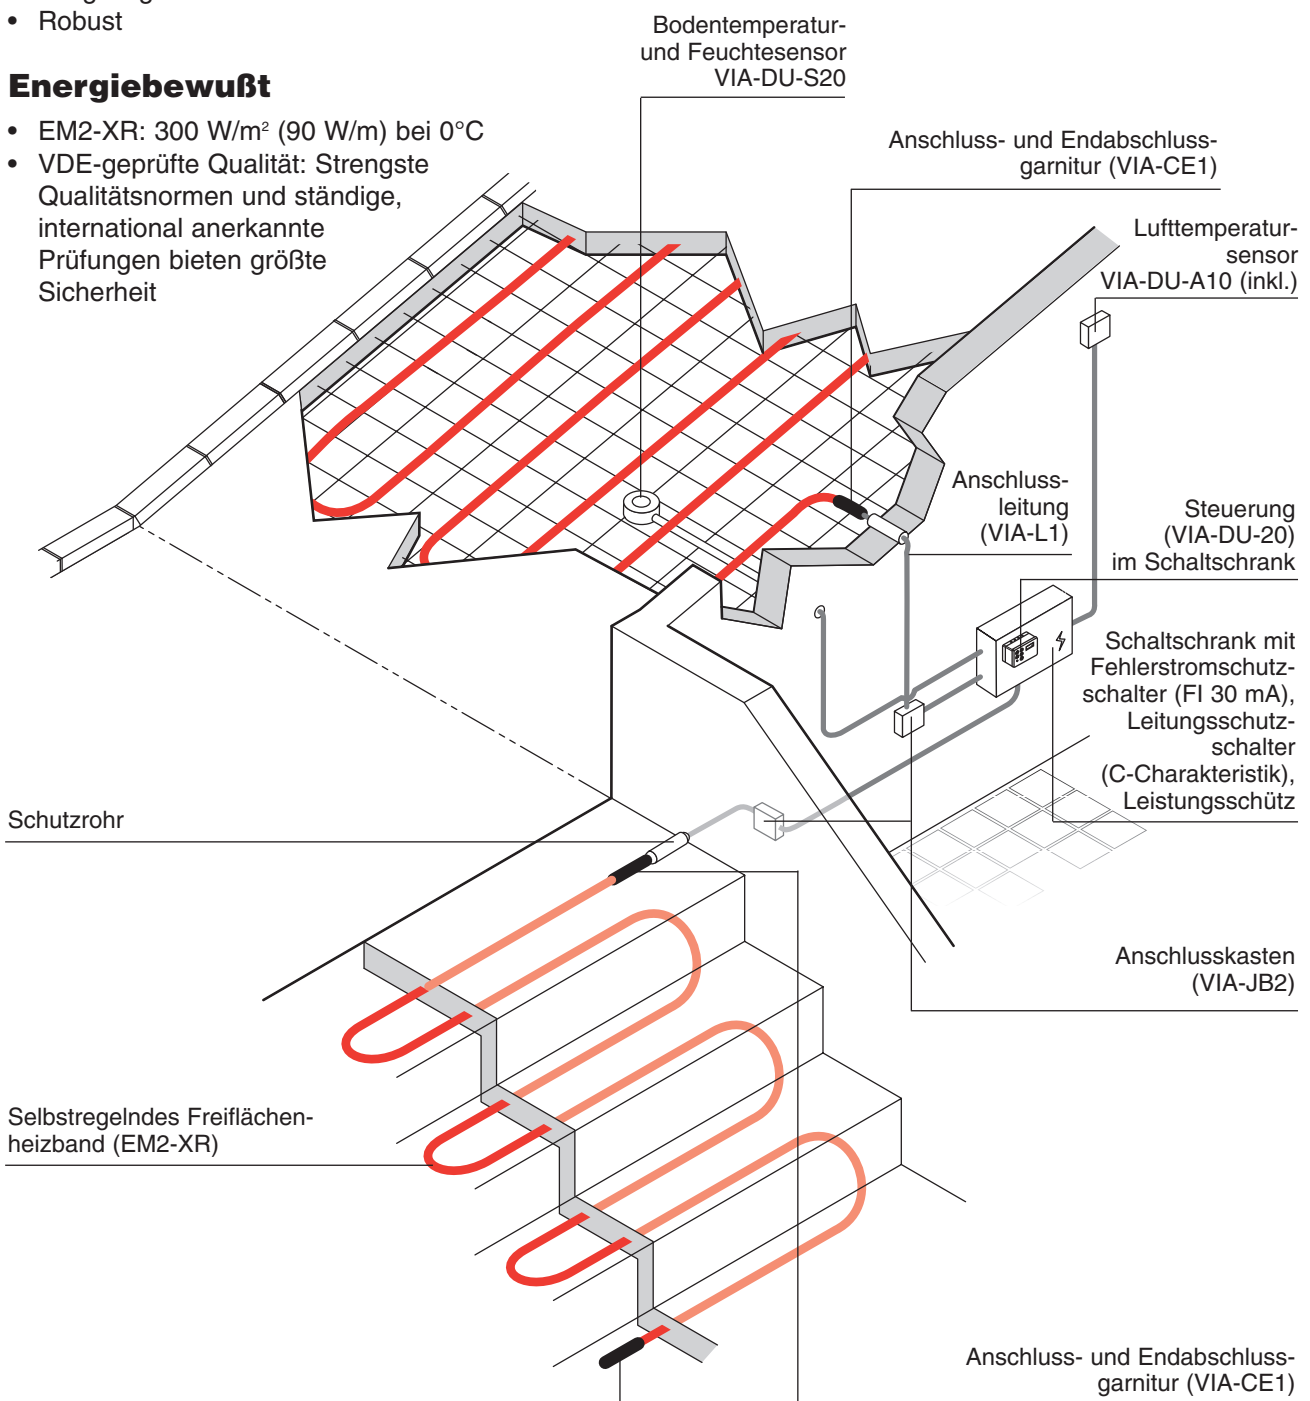 • Robust
Energiebewußt
• EM2-XR: 300 W/m² (90 W/m) bei 0°C
• VDE-geprüfte Qualität: Strengste
Qualitätsnormen und ständige,
international anerkannte
Prüfungen bieten größte
Sicherheit
Bodentemperatur-
und Feuchtesensor
VIA-DU-S20
Anschluss- und Endabschluss-
garnitur (VIA-CE1)
Lufttemperatur-
sensor
VIA-DU-A10 (inkl.)
Anschluss-
leitung
(VIA-L1)
Steuerung
(VIA-DU-20)
im Schaltschrank
Schaltschrank mit
Fehlerstromschutz-
schalter (FI 30 mA),
Leitungsschutz-
schalter
(C-Charakteristik),
Leistungsschütz
Schutzrohr
Anschlusskasten
(VIA-JB2)
Selbstregelndes Freiflächen-
heizband (EM2-XR)
Anschluss- und Endabschluss-
garnitur (VIA-CE1)